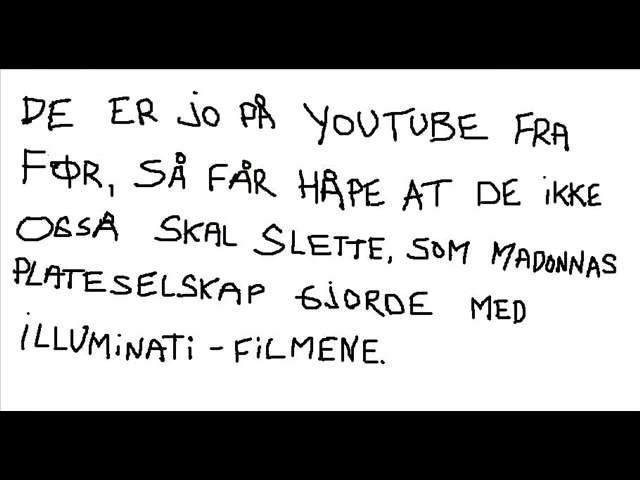 DE ER JO PÅ YOUTUBE FRA
FØR, SÅ FÅR HÅPE AT DE IKKE
OGSÅ SKAL SLETTE, SOM MADONNAS
PLATESELSKAP GJORDE MED
ILLUMINATI-FILMENE.